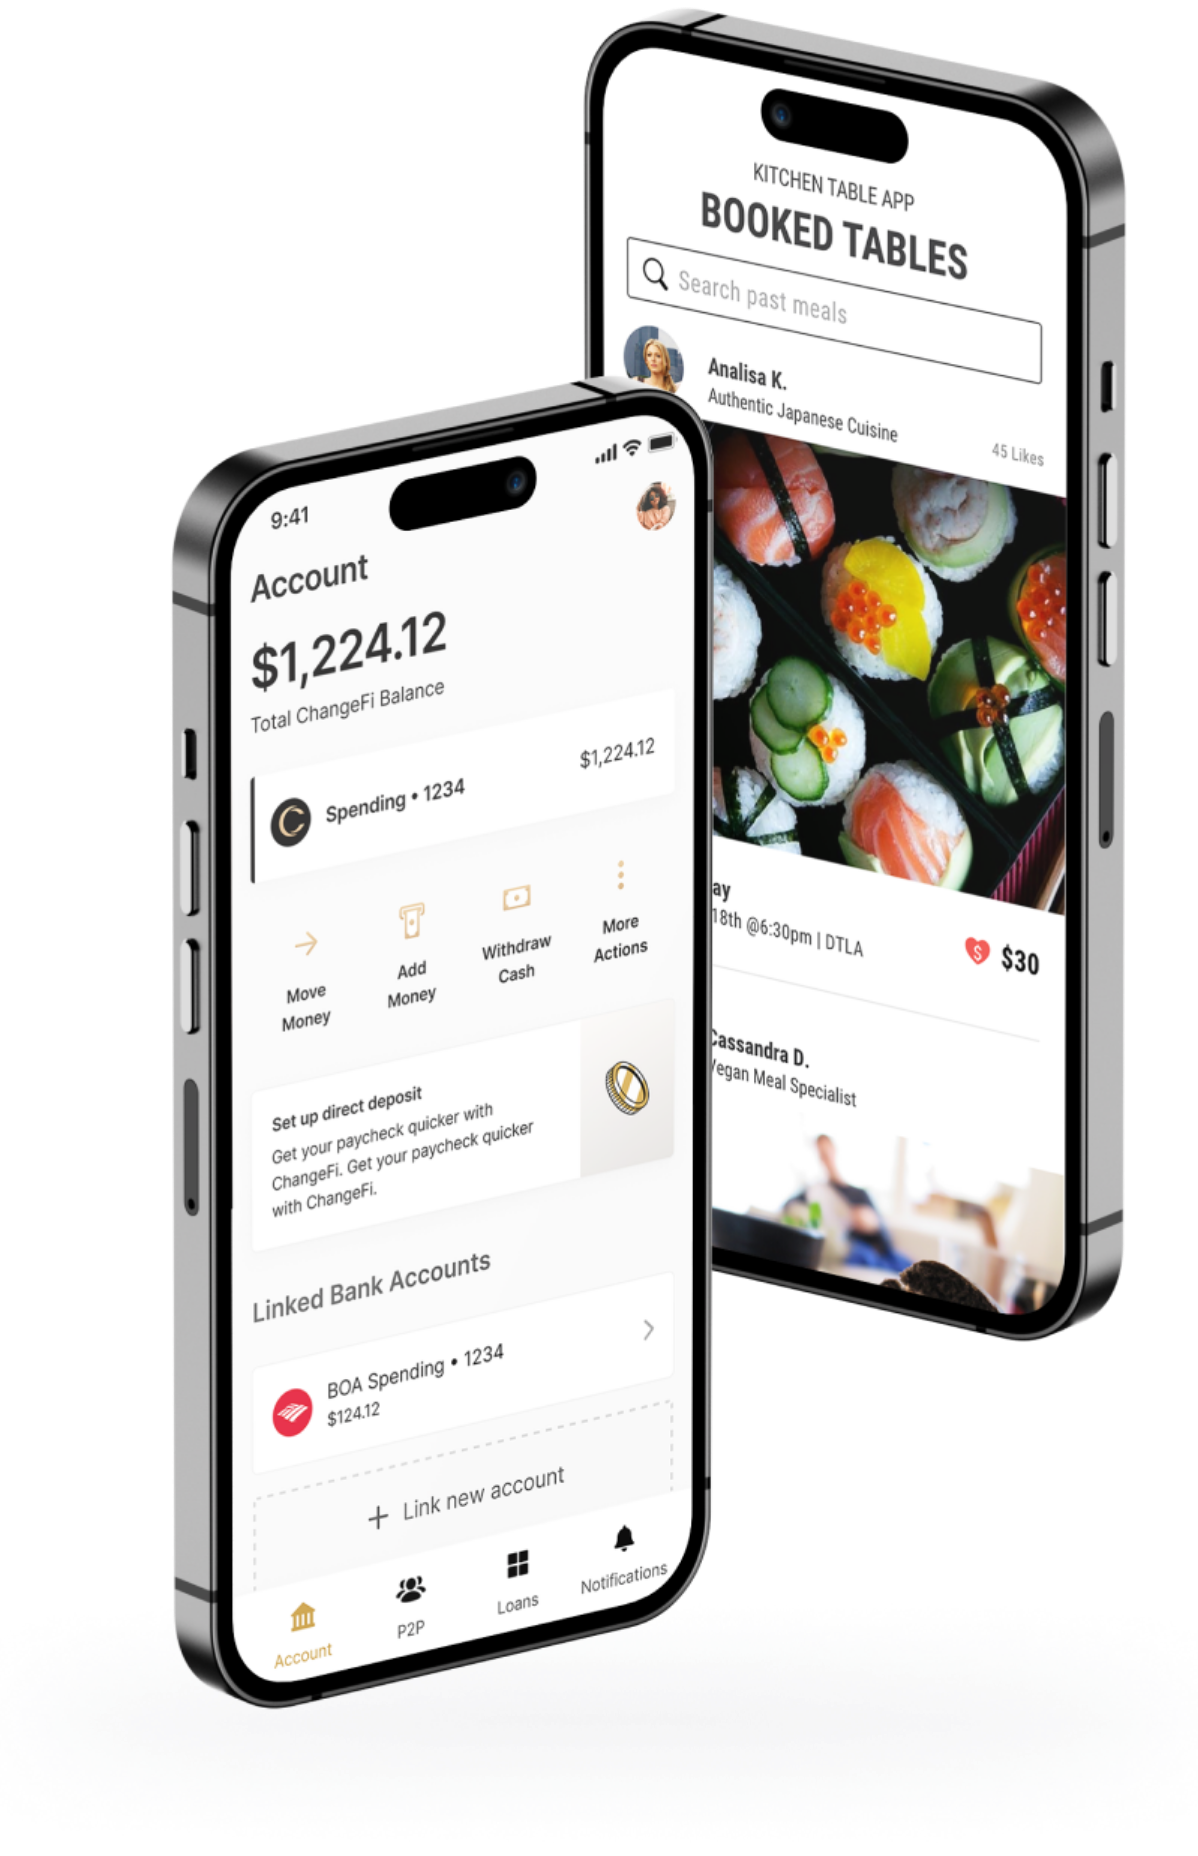 KITCHEN TABLE APP
BOOKED TABLES
Search past meals
Analisa K.
Authentic Japanese Cuisine
45 Likes
ay
18th @6:30pm | DTLA
$30
Cassandra D.
Vegan Meal Specialist
9:41
Account
$1,224.12
Total ChangeFi Balance
Spending • 1234
$1,224.12
Move
Money
Add
Money
Withdraw
Cash
More
Actions
Set up direct deposit
Get your paycheck quicker with
ChangeFi. Get your paycheck quicker
with ChangeFi.
Linked Bank Accounts
BOA Spending • 1234
$124.12
+ Link new account
Account
P2P
Loans
Notifications